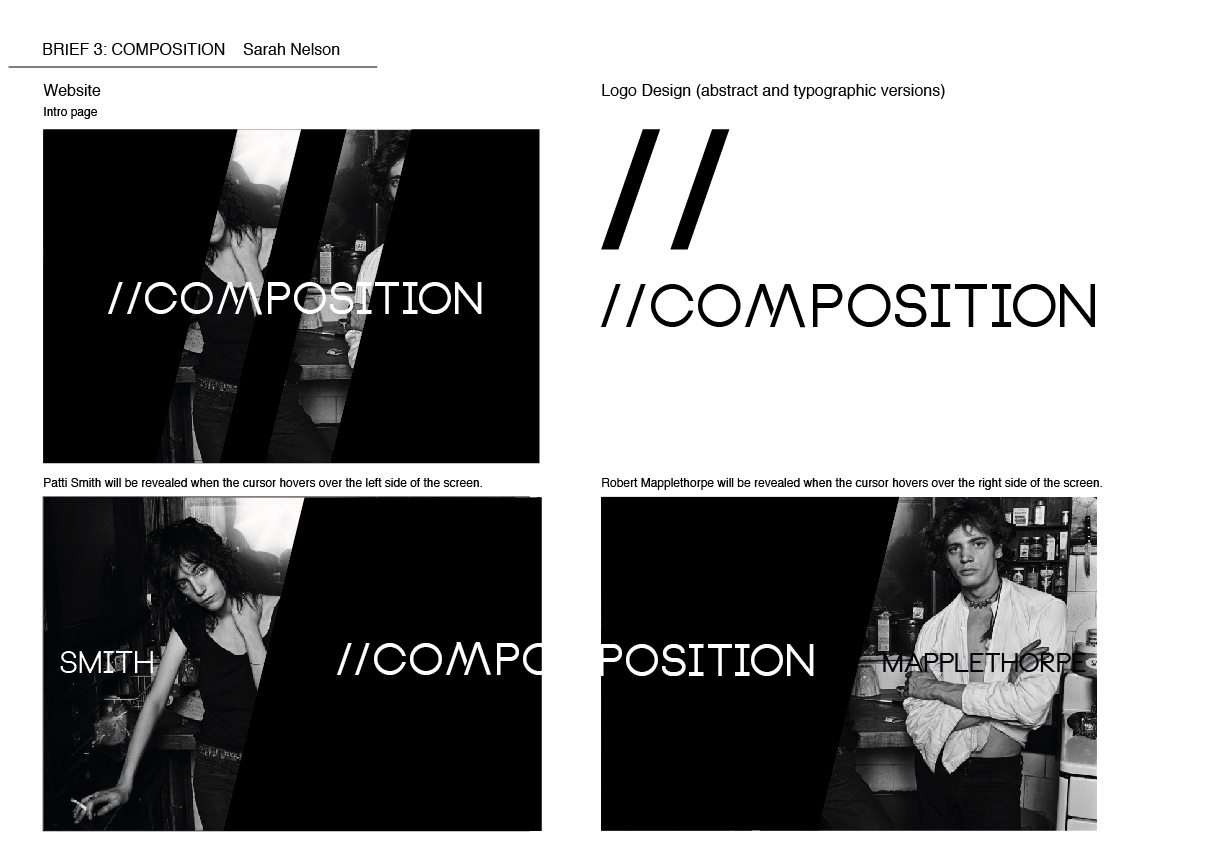 BRIEF 3: COMPOSITION Sarah Nelson
Website
Intro page
//COMPOSITION
Logo Design (abstract and typographic versions)
//
//COMPOSITION
Patti Smith will be revealed when the cursor hovers over the left side of the screen.
SMITH
//COMPO
Robert Mapplethorpe will be revealed when the cursor hovers over the right side of the screen.
POSITION
MAPPLETHORPE